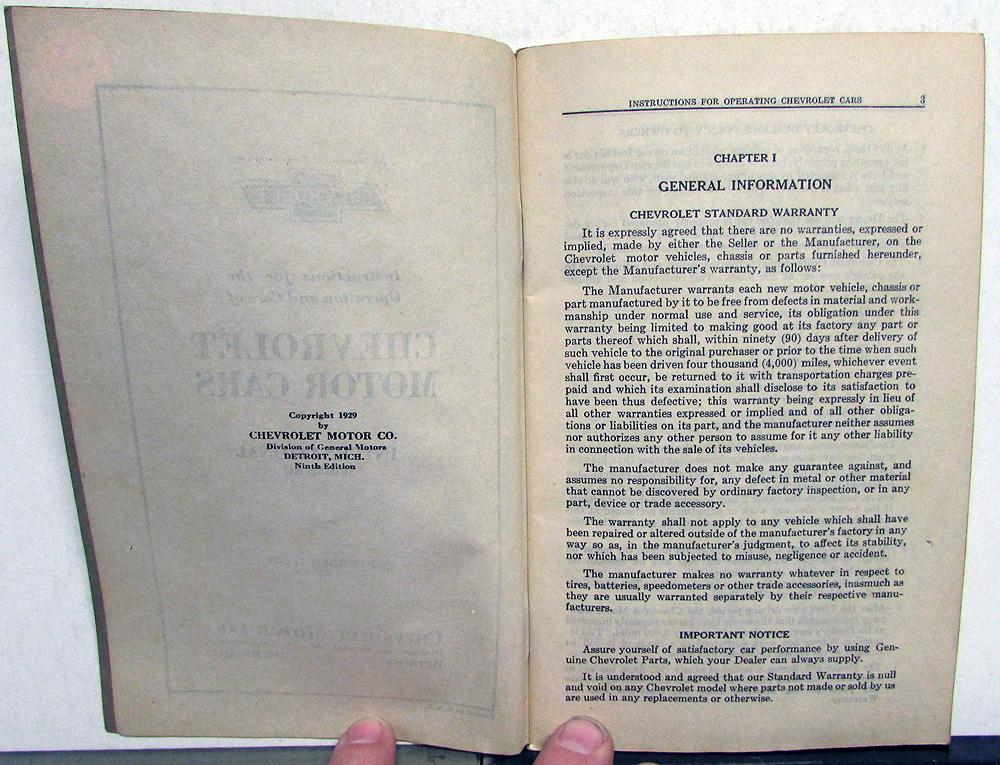 Copyright 1929
by
CHEVROLET MOTOR CO.
Division of General Motors
DETROIT, MICH.
Ninth Edition
INSTRUCTIONS FOR OPERATING CHEVROLET CARS 3
CHAPTER I
GENERAL INFORMATION
CHEVROLET STANDARD WARRANTY
It is expressly agreed that there are no warranties, expressed or
implied, made by either the Seller or the Manufacturer, on the
Chevrolet motor vehicles, chassis or parts furnished hereunder,
except the Manufacturer's warranty, as follows:
The Manufacturer warrants each new motor vehicle, chassis or
part manufactured by it to be free from defects in material and work-
manship under normal use and service, its obligation under this
warranty being limited to making good at its factory any part or
parts thereof which shall, within ninety (90) days after delivery of
such vehicle to the original purchaser or prior to the time when such
vehicle has been driven four thousand (4,000) miles, whichever event
shall first occur, be returned to it with transportation charges pre-
paid and which its examination shall disclose to its satisfaction to
have been thus defective; this warranty being expressly in lieu of
all other warranties expressed or implied and of all other obliga-
tions or liabilities on its part, and the manufacturer neither assumes
nor authorizes any other person to assume for it any other liability
in connection with the sale of its vehicles.
The manufacturer does not make any guarantee against, and
assumes no responsibility for, any defect in metal or other material
that cannot be discovered by ordinary factory inspection, or in any
part, device or trade accessory.
The warranty shall not apply to any vehicle which shall have
been repaired or altered outside of the manufacturer's factory in any
way so as, in the manufacturer's judgment, to affect its stability,
nor which has been subjected to misuse, negligence or accident.
The manufacturer makes no warranty whatever in respect to
tires, batteries, speedometers or other trade accessories, inasmuch as
they are usually warranted separately by their respective manu-
facturers.
IMPORTANT NOTICE
Assure yourself of satisfactory car performance by using Gen-
uine Chevrolet Parts, which your Dealer can always supply.
It is understood and agreed that our Standard Warranty is null
and void on any Chevrolet model where parts not made or sold by us
are used in any replacements or otherwise.